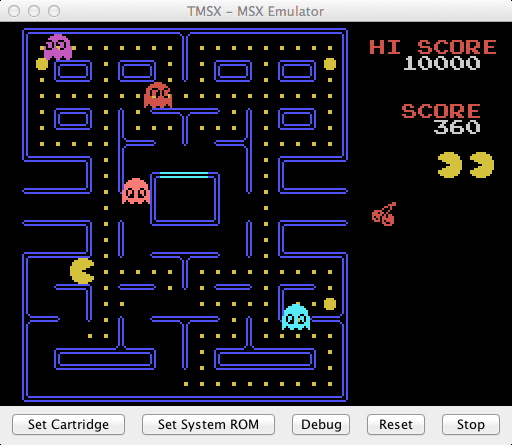 TMSX - MSX Emulator
HI SCORE
10000
SCORE
360
Set Cartridge
Set System ROM
Debug
Reset
Stop